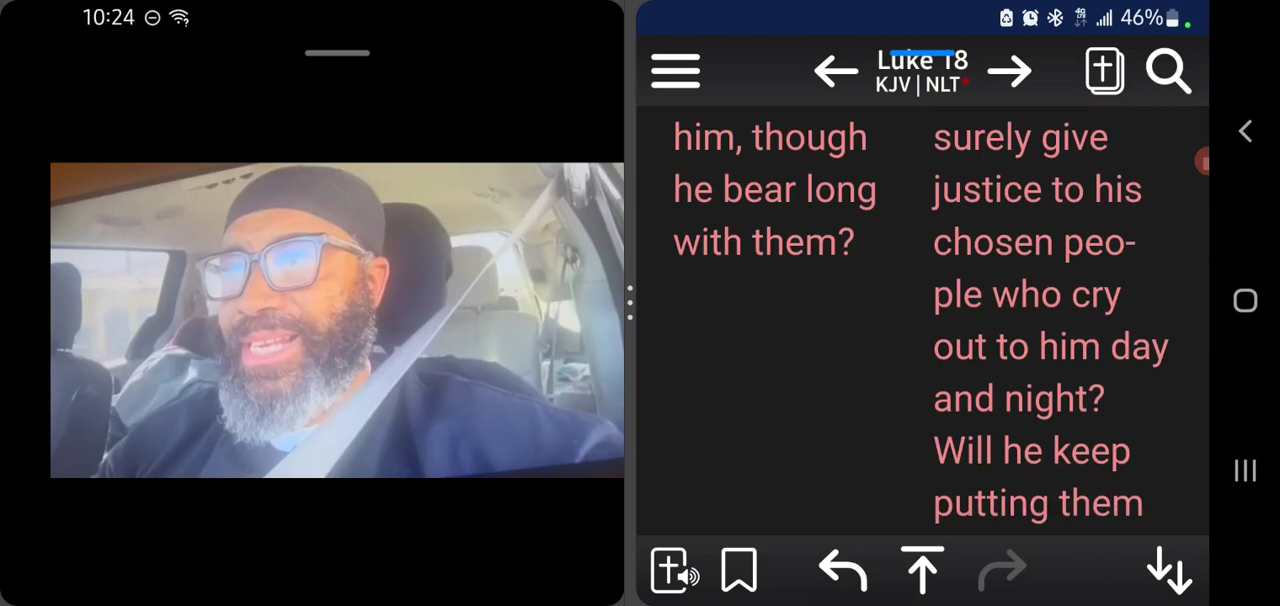 10:24
46%
Luke 18
KJV | NLT
him, though
he bear long
with them?
surely give
justice to his
chosen peo-
ple who cry
out to him day
and night?
Will he keep
putting them